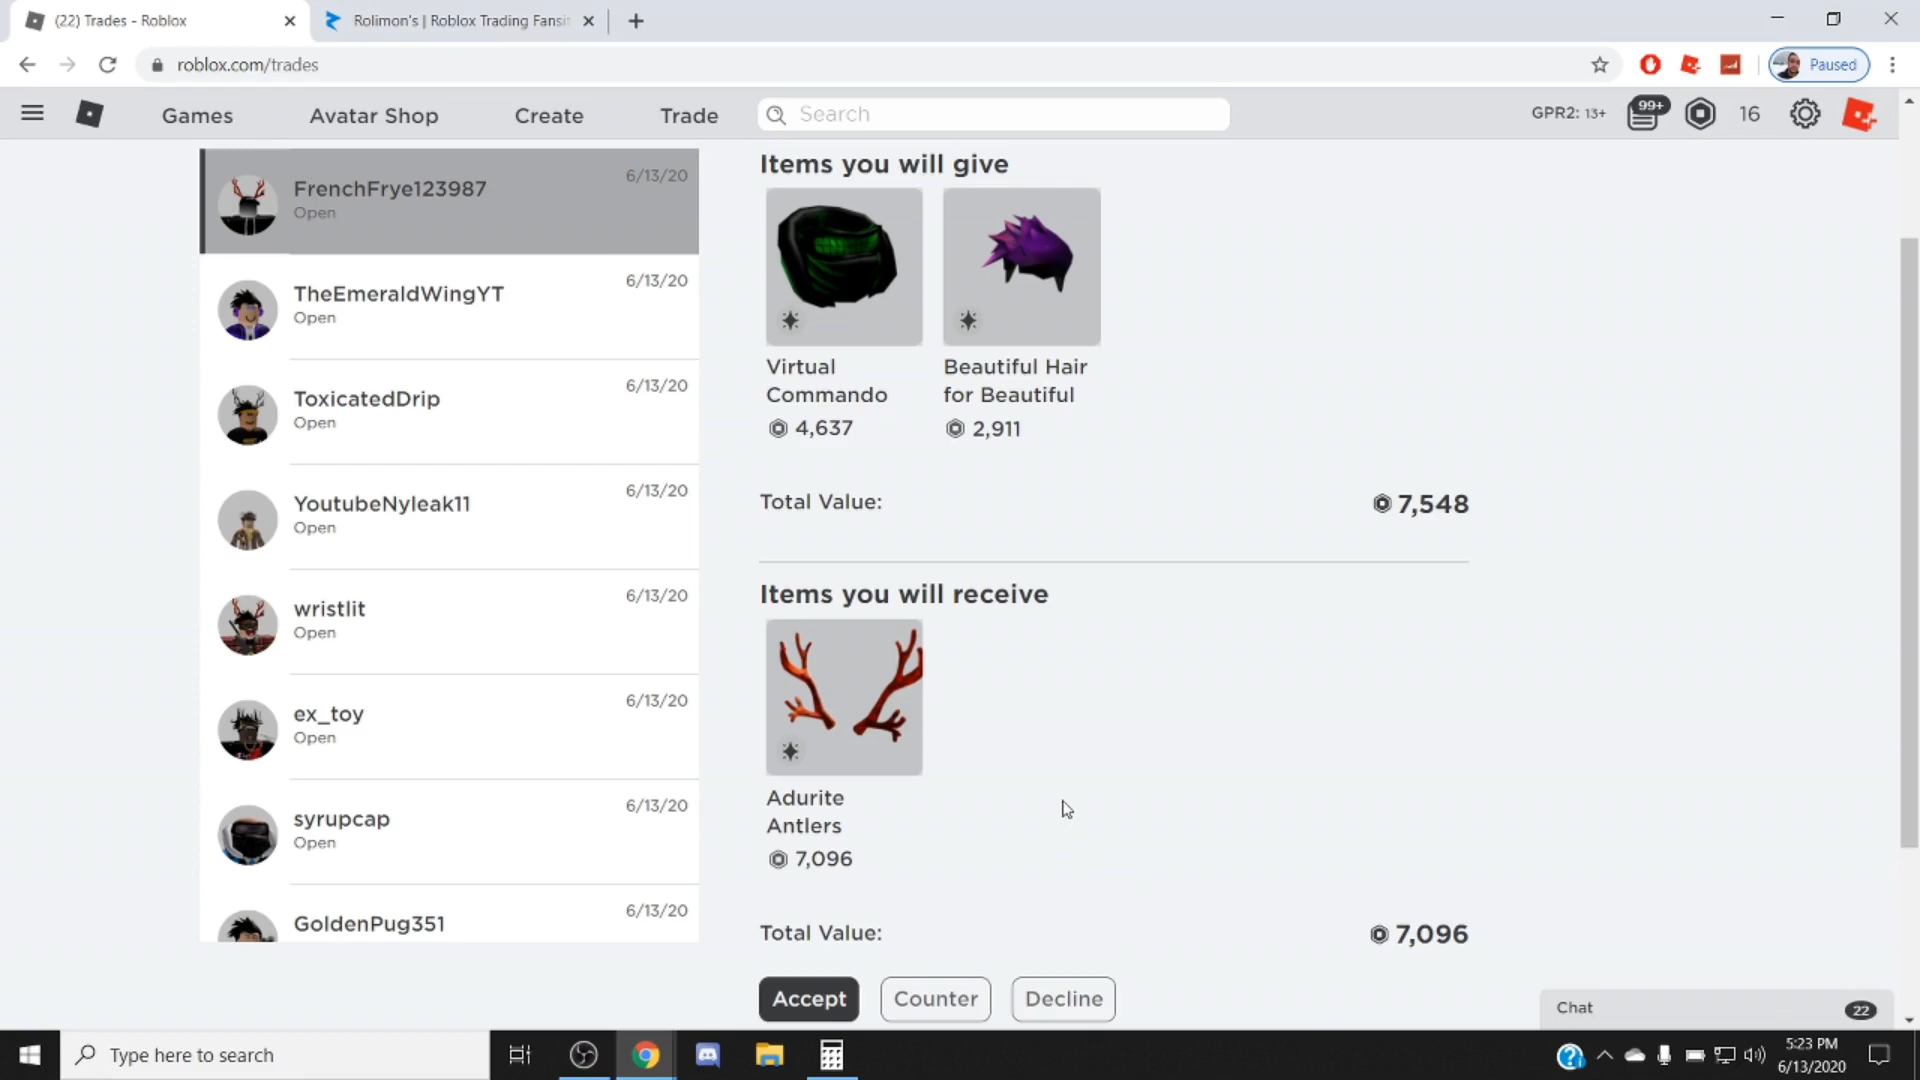 (22) Trades - Roblox
Rolimon's | Roblox Trading Fansit
roblox.com/trades
Paused
Games
Avatar Shop
Create
Trade
Search
GPR2: 13+
99+
16
FrenchFrye123987
6/13/20
Open
TheEmeraldWingYT
6/13/20
Open
ToxicatedDrip
6/13/20
Open
YoutubeNyleak11
6/13/20
Open
wristlit
6/13/20
Open
ex_toy
6/13/20
Open
syrupcap
6/13/20
Open
GoldenPug351
6/13/20
Items you will give
Virtual
Commando
4,637
Beautiful Hair
for Beautiful
2,911
Total Value:
7,548
Items you will receive
Adurite
Antlers
7,096
Total Value:
7,096
Accept
Counter
Decline
Chat
22
Type here to search
5:23 PM
6/13/2020